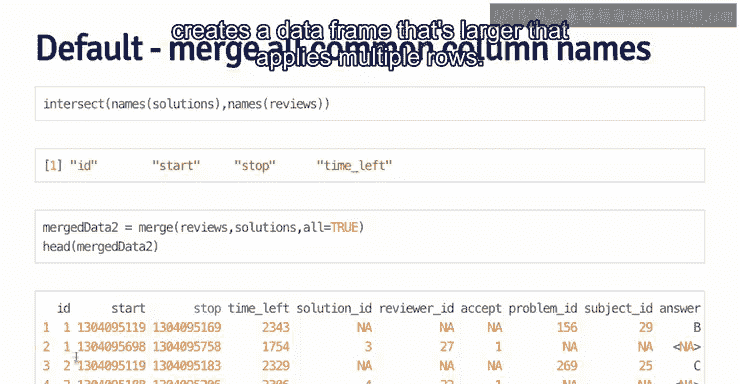 creates a data frame that's larger that
applies multiple rows.
Default - merge all common column names
intersect(names(solutions),names(reviews))
[1] "id" "start" "stop" "time_left"
mergedData2 = merge(reviews,solutions,all=TRUE)
head(mergedData2)
id start stop time_left solution_id reviewer_id accept problem_id subject_id answer
1 1 1304095119 1304095169 2343 NA NA NA 156 29 B
2 1 1304095698 1304095758 1754 3 27 1 NA NA <NA>
3 2 1304095119 1304095183 2329 NA NA NA 269 25 C